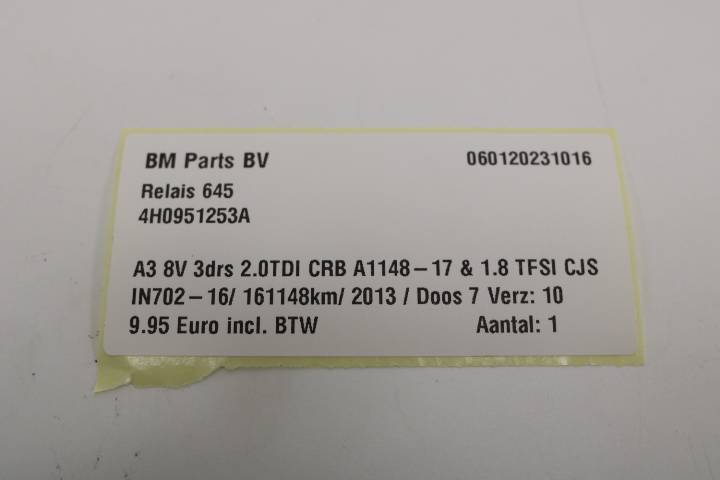 BM Parts BV 060120231016
Relais 645
4H0951253A
A3 8V 3drs 2.0TDI CRB A1148-17 & 1.8 TFSI CJS
IN702-16/ 161148km/ 2013 / Doos 7 Verz: 10
9.95 Euro incl. BTW Aantal: 1